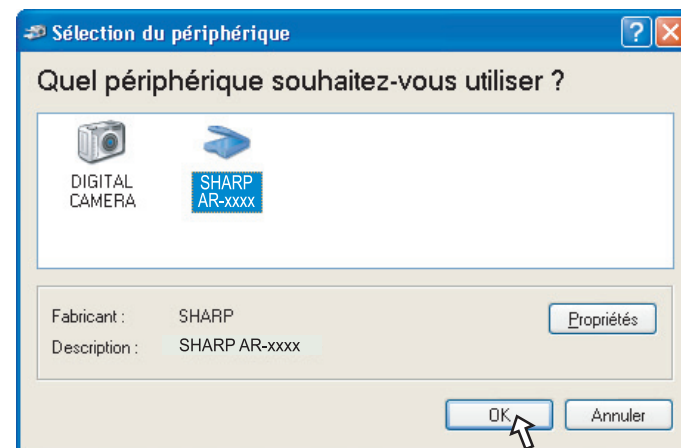 Sélection du périphérique
Quel périphérique souhaitez-vous utiliser ?
DIGITAL
CAMERA
SHARP
AR-xxxx
Fabricant :
SHARP
Propriétés
Description :
SHARP AR-xxxx
OK
Annuler